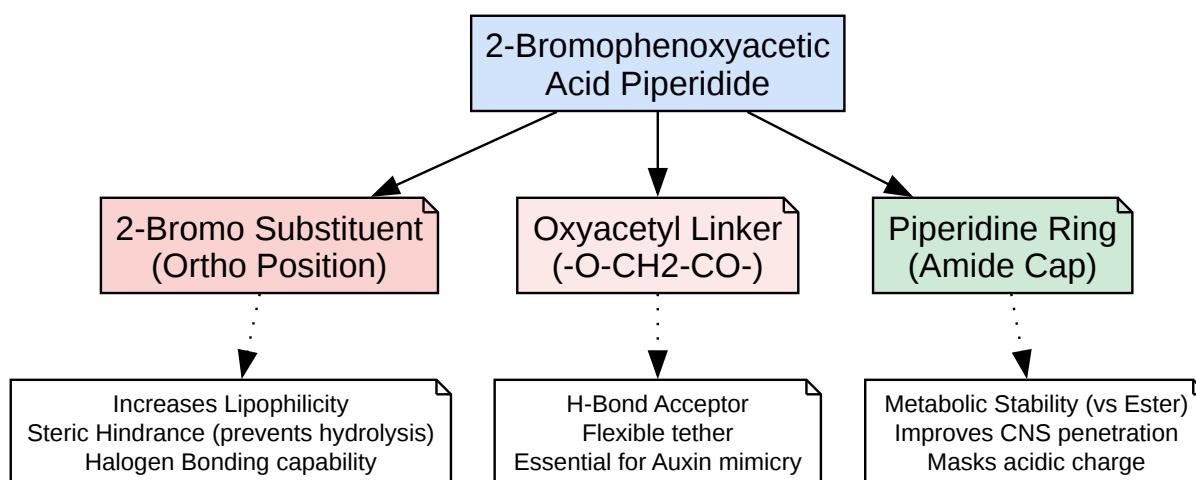 2-Bromophenoxyacetic
Acid Piperidide
2-Bromo Substituent
(Ortho Position)
Oxyacetyl Linker
(-O-CH2-CO-)
Piperidine Ring
(Amide Cap)
Increases Lipophilicity
Steric Hindrance (prevents hydrolysis)
Halogen Bonding capability
H-Bond Acceptor
Flexible tether
Essential for Auxin mimicry
Metabolic Stability (vs Ester)
Improves CNS penetration
Masks acidic charge